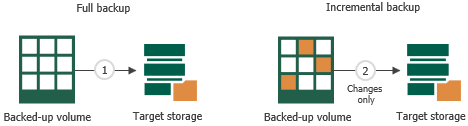 Full backup
Incremental backup
1
2
Changes
only
Backed-up volume
Target storage
Backed-up volume
Target storage